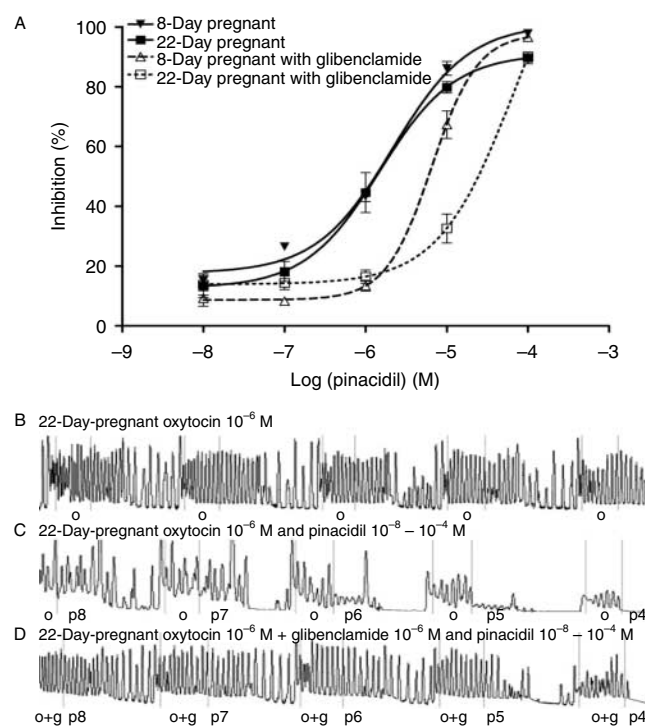 A
8-Day pregnant
22-Day pregnant
8-Day pregnant with glibenclamide
22-Day pregnant with glibenclamide
100
80
60
40
20
0
Inhibition (%)
–9 –8 –7 –6 –5 –4 –3
Log (pinacidil) (M)
B 22-Day-pregnant oxytocin 10⁻⁶ M
o o o o o
C 22-Day-pregnant oxytocin 10⁻⁶ M and pinacidil 10⁻⁸ – 10⁻⁴ M
o p8 o p7 o p6 o p5 o p4
D 22-Day-pregnant oxytocin 10⁻⁶ M + glibenclamide 10⁻⁶ M and pinacidil 10⁻⁸ – 10⁻⁴ M
o+g p8 o+g p7 o+g p6 o+g p5 o+g p4